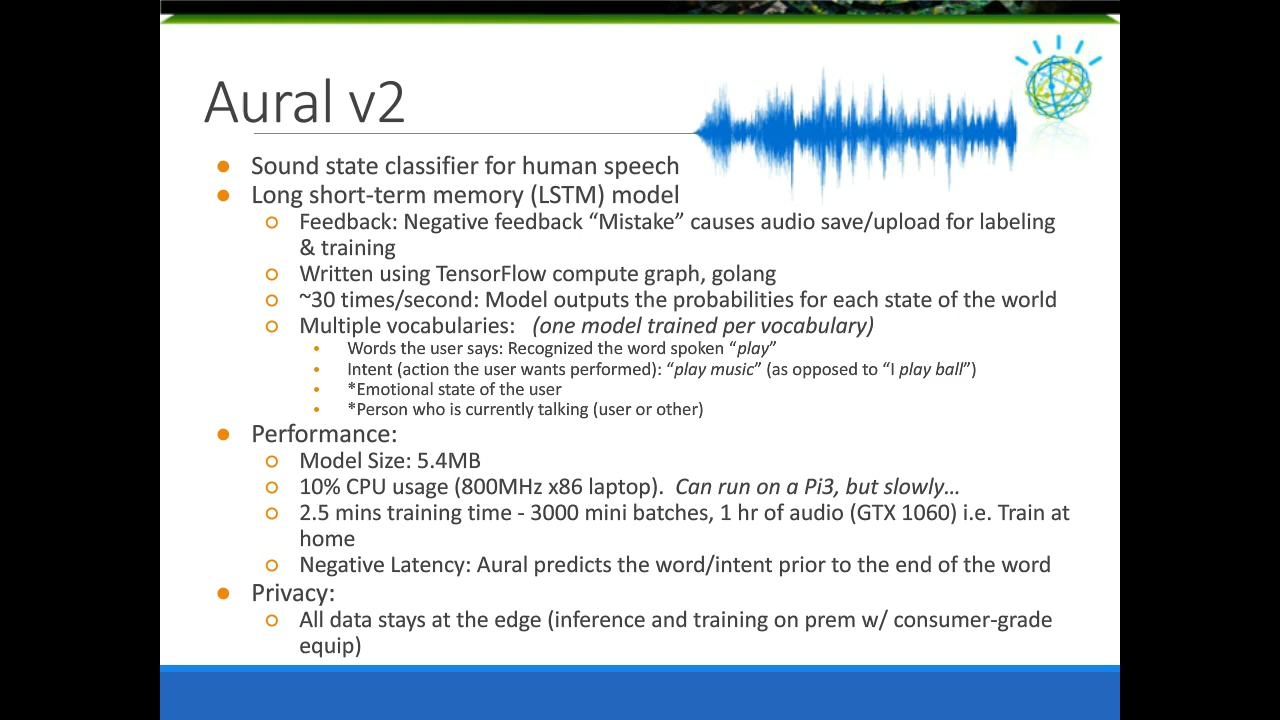 Aural v2
● Sound state classifier for human speech
● Long short-term memory (LSTM) model
○ Feedback: Negative feedback “Mistake” causes audio save/upload for labeling
& training
○ Written using TensorFlow compute graph, golang
○ ~30 times/second: Model outputs the probabilities for each state of the world
○ Multiple vocabularies: (one model trained per vocabulary)
• Words the user says: Recognized the word spoken “play”
• Intent (action the user wants performed): “play music” (as opposed to “I play ball”)
• *Emotional state of the user
• *Person who is currently talking (user or other)
● Performance:
○ Model Size: 5.4MB
○ 10% CPU usage (800MHz x86 laptop). Can run on a Pi3, but slowly…
○ 2.5 mins training time - 3000 mini batches, 1 hr of audio (GTX 1060) i.e. Train at
home
○ Negative Latency: Aural predicts the word/intent prior to the end of the word
● Privacy:
○ All data stays at the edge (inference and training on prem w/ consumer-grade
equip)